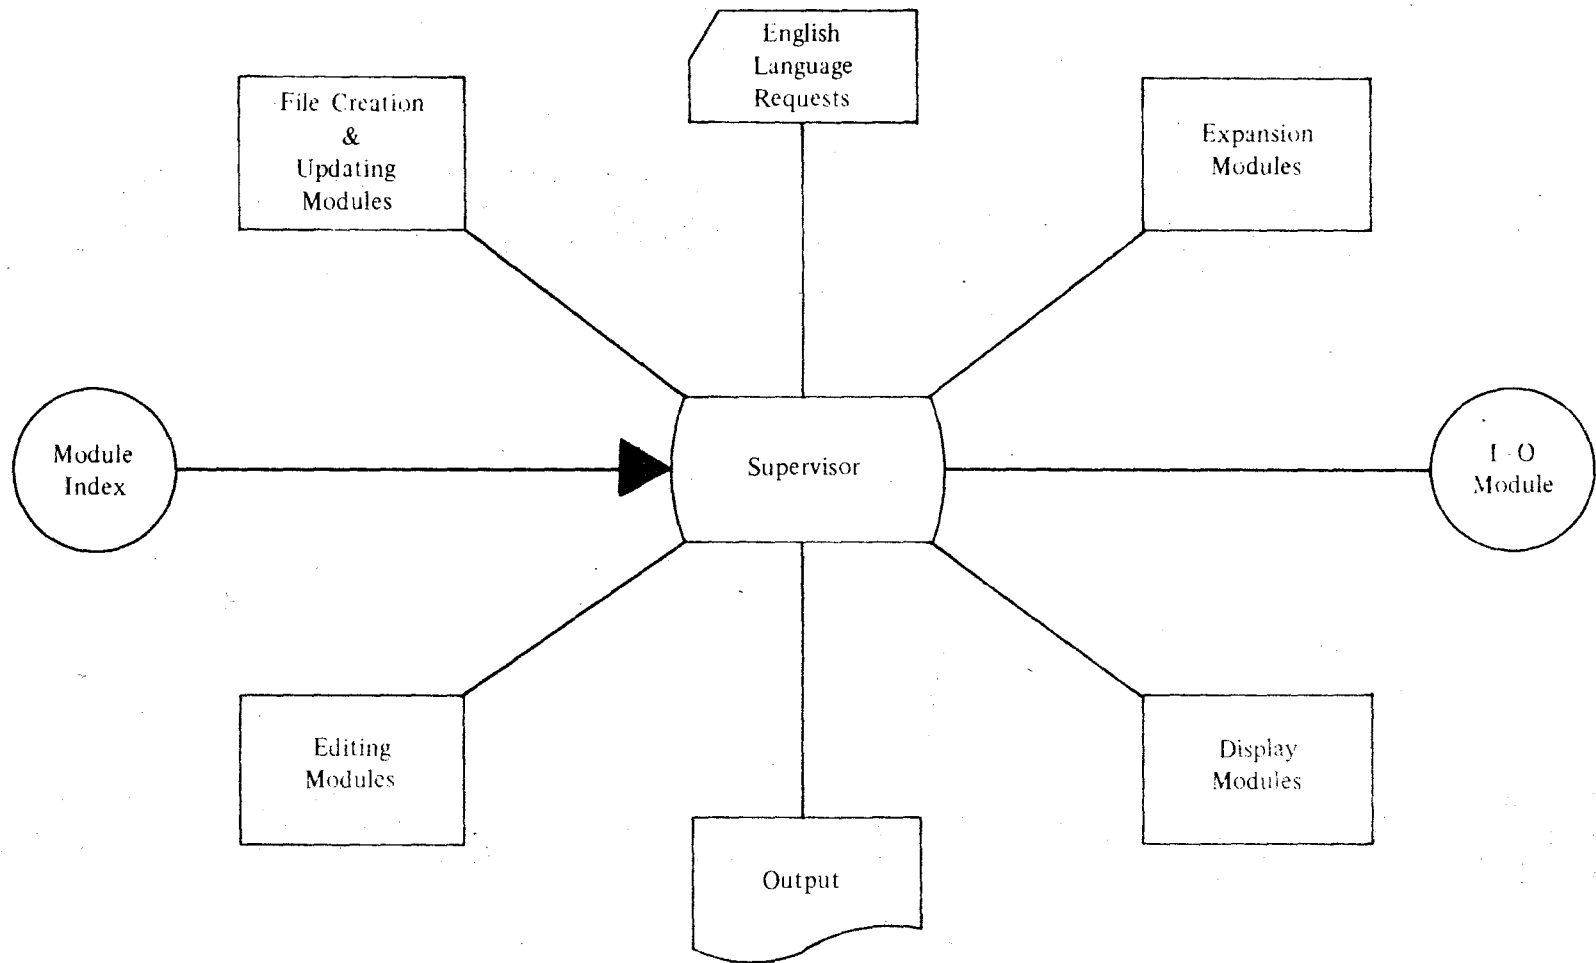 English
Language
Requests
File Creation
&
Updating
Modules
Expansion
Modules
Module
Index
Supervisor
I-O
Module
Editing
Modules
Display
Modules
Output